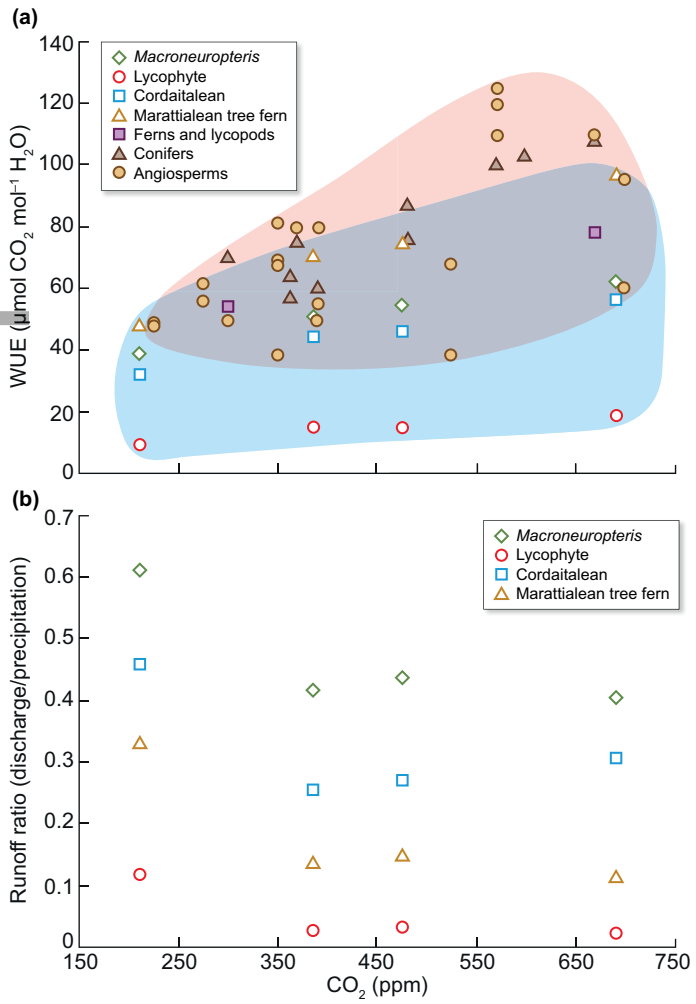 (a)
140
120
100
80
60
40
20
0
WUE (µmol CO₂ mol⁻¹ H₂O)
Macroneuropteris
Lycophyte
Cordaitalean
Marattialean tree fern
Ferns and lycopods
Conifers
Angiosperms
(b)
0.7
0.6
0.5
0.4
0.3
0.2
0.1
0
Runoff ratio (discharge/precipitation)
Macroneuropteris
Lycophyte
Cordaitalean
Marattialean tree fern
150 250 350 450 550 650 750
CO₂ (ppm)